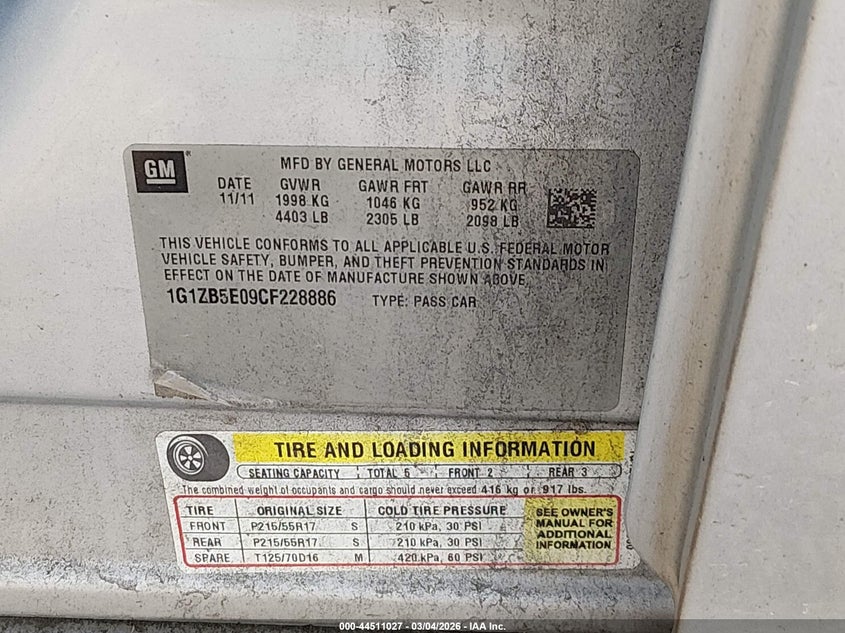 GM
MFD BY GENERAL MOTORS LLC
DATE GVWR GAWR FRT GAWR RR
11/11 1998 KG 1046 KG 952 KG
4403 LB 2305 LB 2098 LB
THIS VEHICLE CONFORMS TO ALL APPLICABLE U.S. FEDERAL MOTOR
VEHICLE SAFETY, BUMPER, AND THEFT PREVENTION STANDARDS IN
EFFECT ON THE DATE OF MANUFACTURE SHOWN ABOVE.
1G1ZB5E09CF228886 TYPE: PASS CAR
TIRE AND LOADING INFORMATION
SEATING CAPACITY TOTAL 5 FRONT 2 REAR 3
The combined weight of occupants and cargo should never exceed 416 kg or 917 lbs.
TIRE ORIGINAL SIZE COLD TIRE PRESSURE
FRONT P215/55R17 S 210 kPa, 30 PSI
REAR P215/55R17 S 210 kPa, 30 PSI
SPARE T125/70D16 M 420 kPa, 60 PSI
SEE OWNER'S
MANUAL FOR
ADDITIONAL
INFORMATION
000-44511027 - 03/04/2026 - IAA Inc.